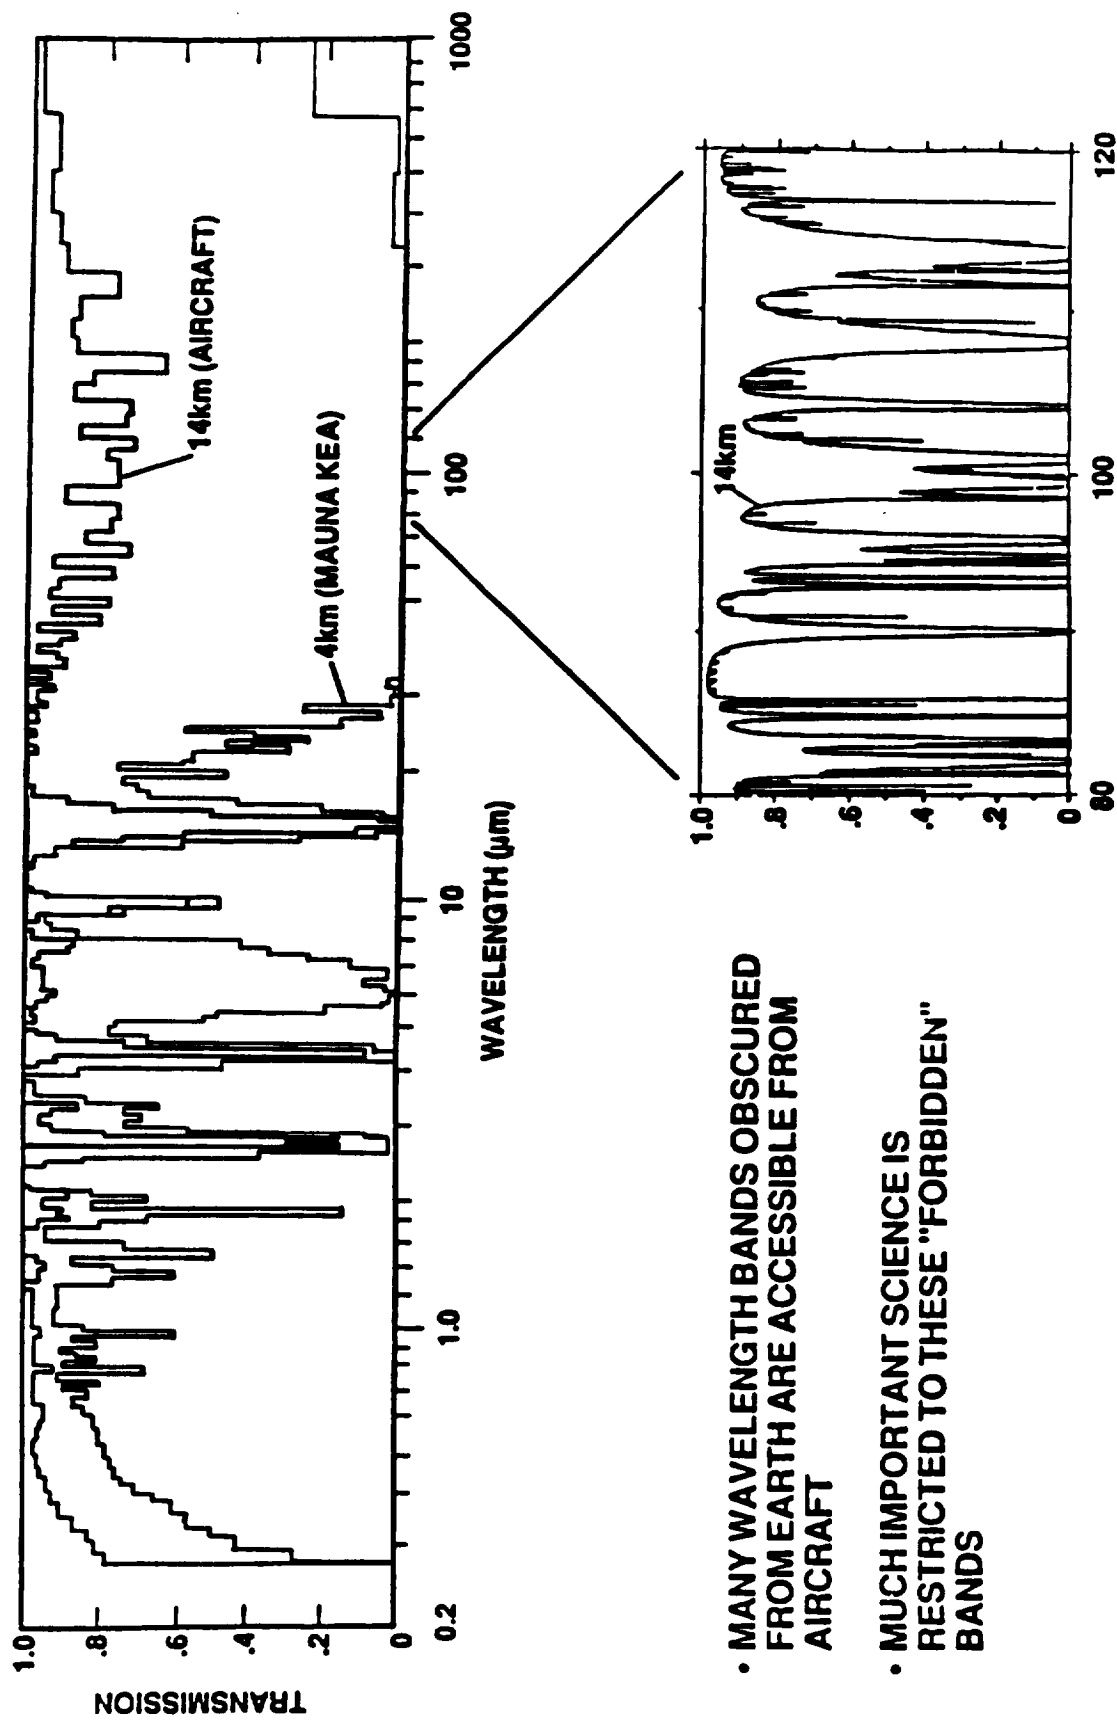 TRANSMISSION
1.0
.8
.6
.4
.2
0
0.2
1.0
10
100
1000
WAVELENGTH (µm)
14km (AIRCRAFT)
4km (MAUNA KEA)
1.0
.8
.6
.4
.2
0
80
100
120
14km
• MANY WAVELENGTH BANDS OBSCURED
FROM EARTH ARE ACCESSIBLE FROM
AIRCRAFT
• MUCH IMPORTANT SCIENCE IS
RESTRICTED TO THESE "FORBIDDEN"
BANDS